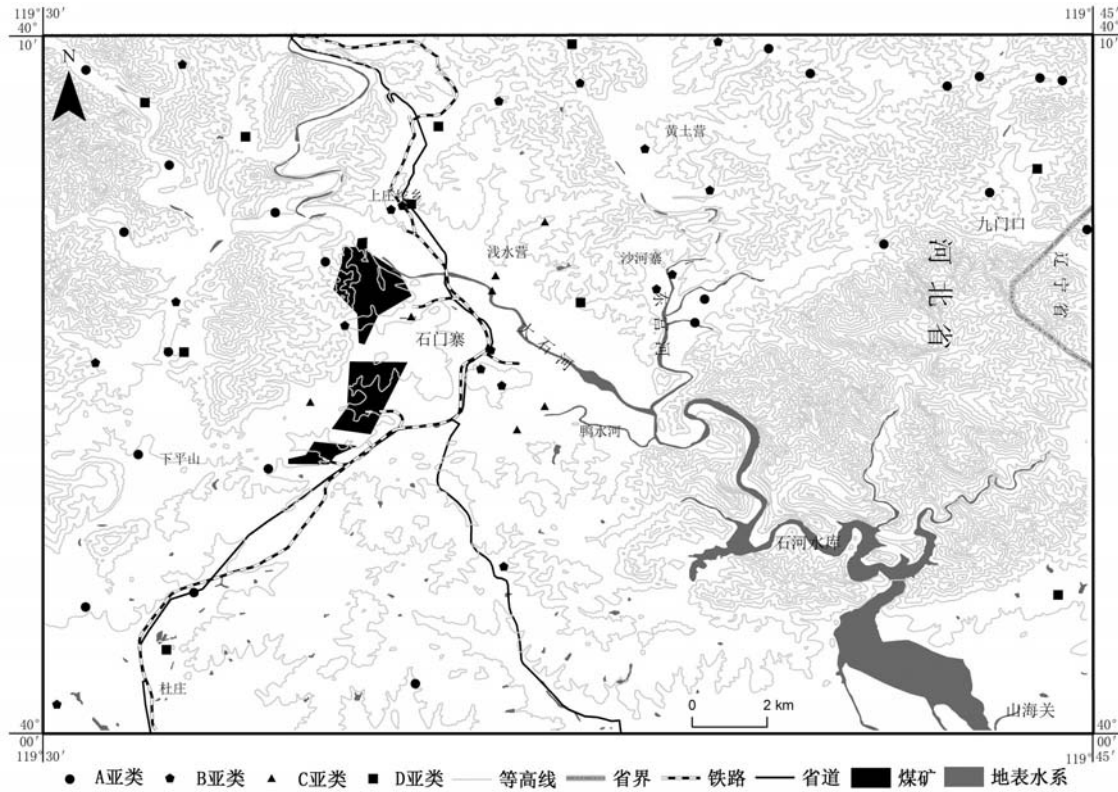 119° 30′
119° 45′
40°
10′
40°
10′
N
黄土营
上庄坨乡
九门口
浅水营
沙河寨
河北省
辽宁省
东宫河
大石河
石门寨
鸭水河
下平山
石河水库
杜庄
0 2 km
山海关
40°
00′
40°
00′
119° 30′
119° 45′
A亚类 B亚类 C亚类 D亚类 等高线 省界 铁路 省道 煤矿 地表水系